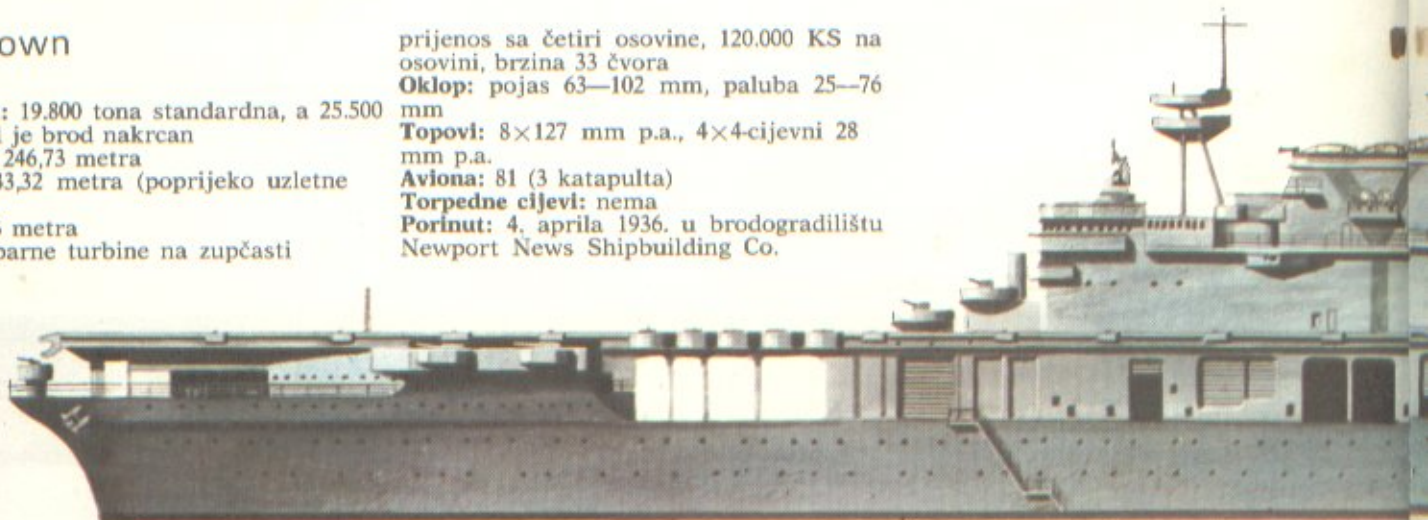 own
: 19.800 tona standardna, a 25.500
je brod nakrcan
246,73 metra
33,32 metra (poprijeko uzletne
metra
parne turbine na zupčasti
prijenos sa četiri osovine, 120.000 KS na
osovini, brzina 33 čvora
Oklop: pojas 63—102 mm, paluba 25—76
mm
Topovi: 8×127 mm p.a., 4×4-cijevni 28
mm p.a.
Aviona: 81 (3 katapulta)
Torpedne cijevi: nema
Porinut: 4. aprila 1936. u brodogradilištu
Newport News Shipbuilding Co.